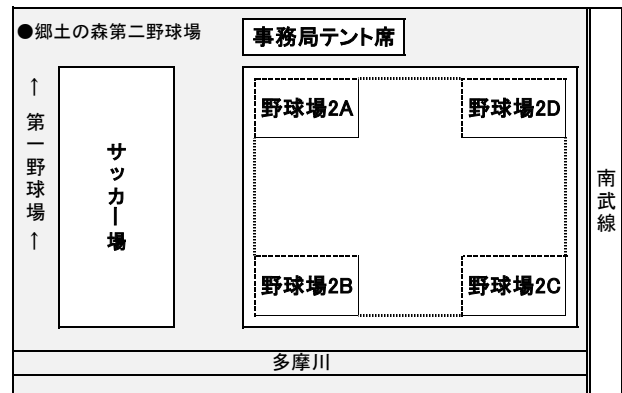 ●郷土の森第二野球場
事務局テント席
↑第一野球場↑
サッカー場
野球場2A
野球場2D
野球場2B
野球場2C
南武線
多摩川